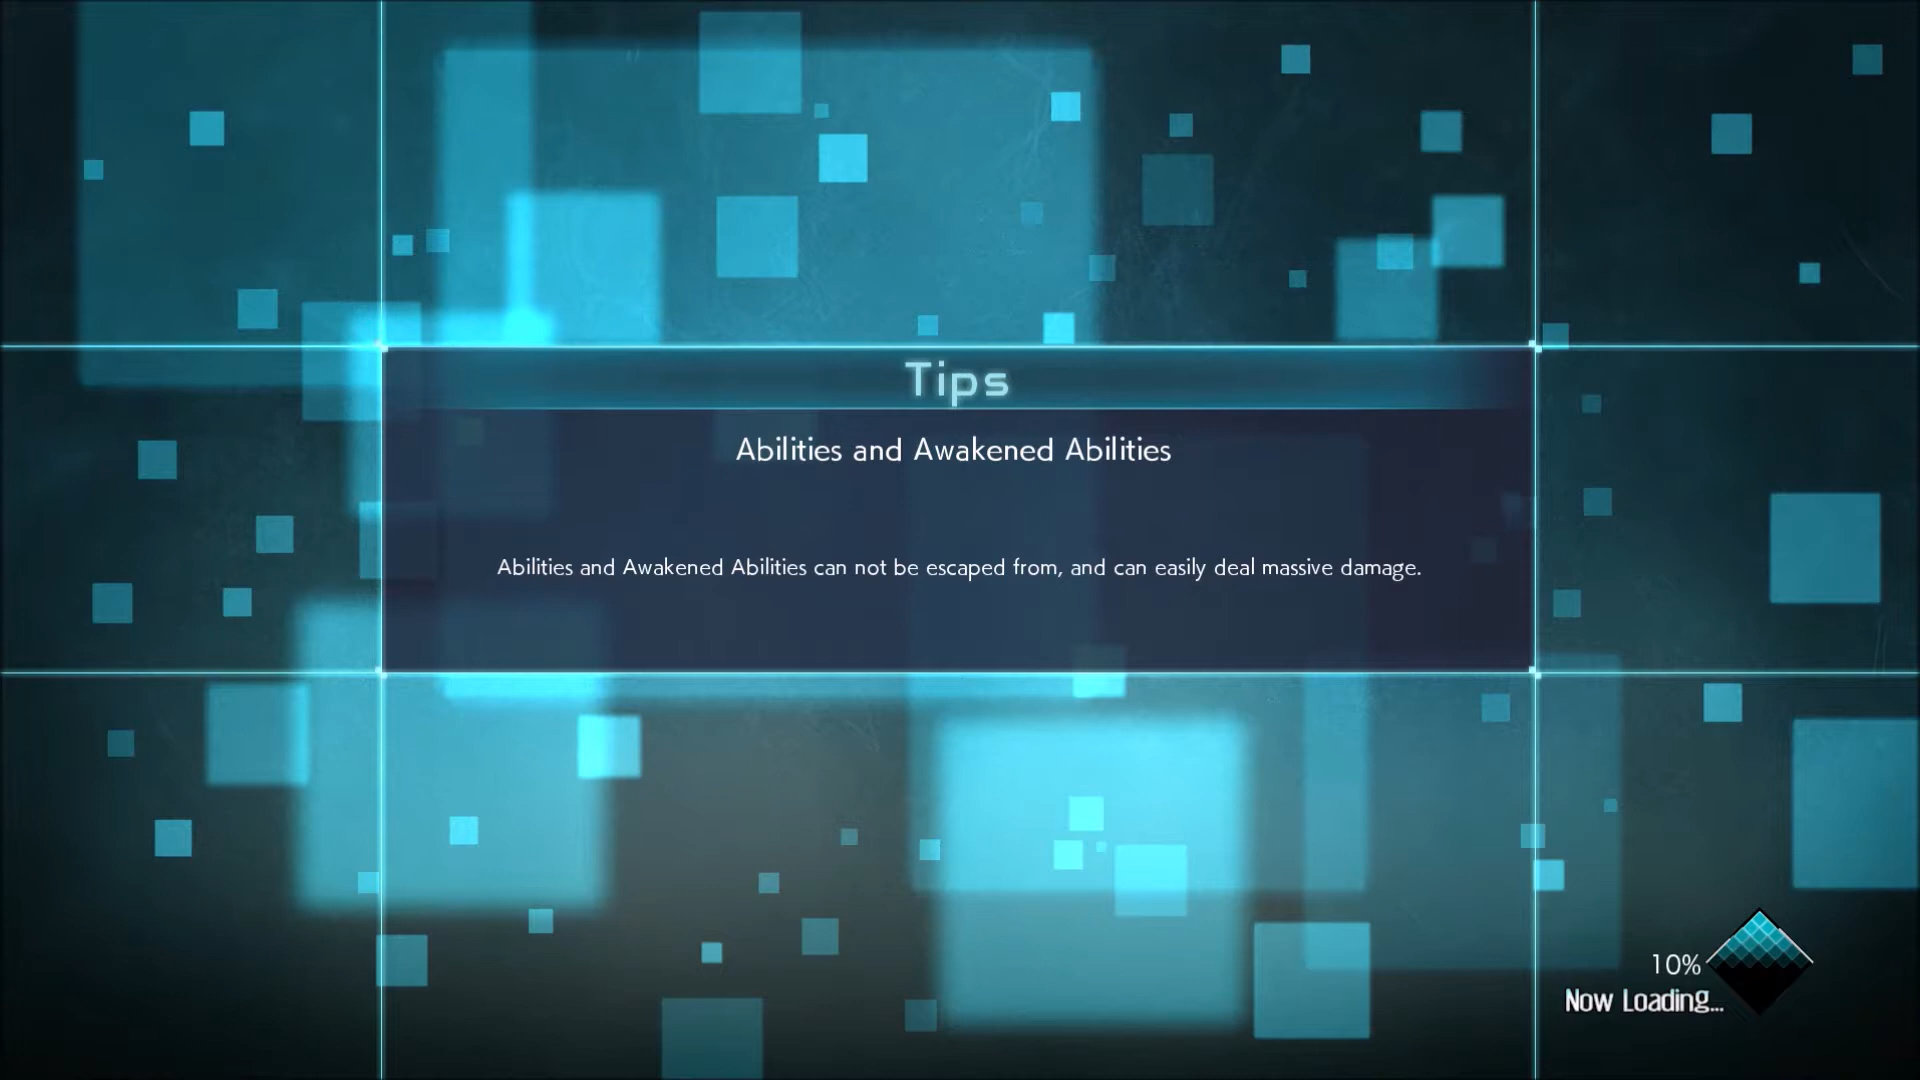 Tips
Abilities and Awakened Abilities
Abilities and Awakened Abilities can not be escaped from, and can easily deal massive damage.
10%
Now Loading...